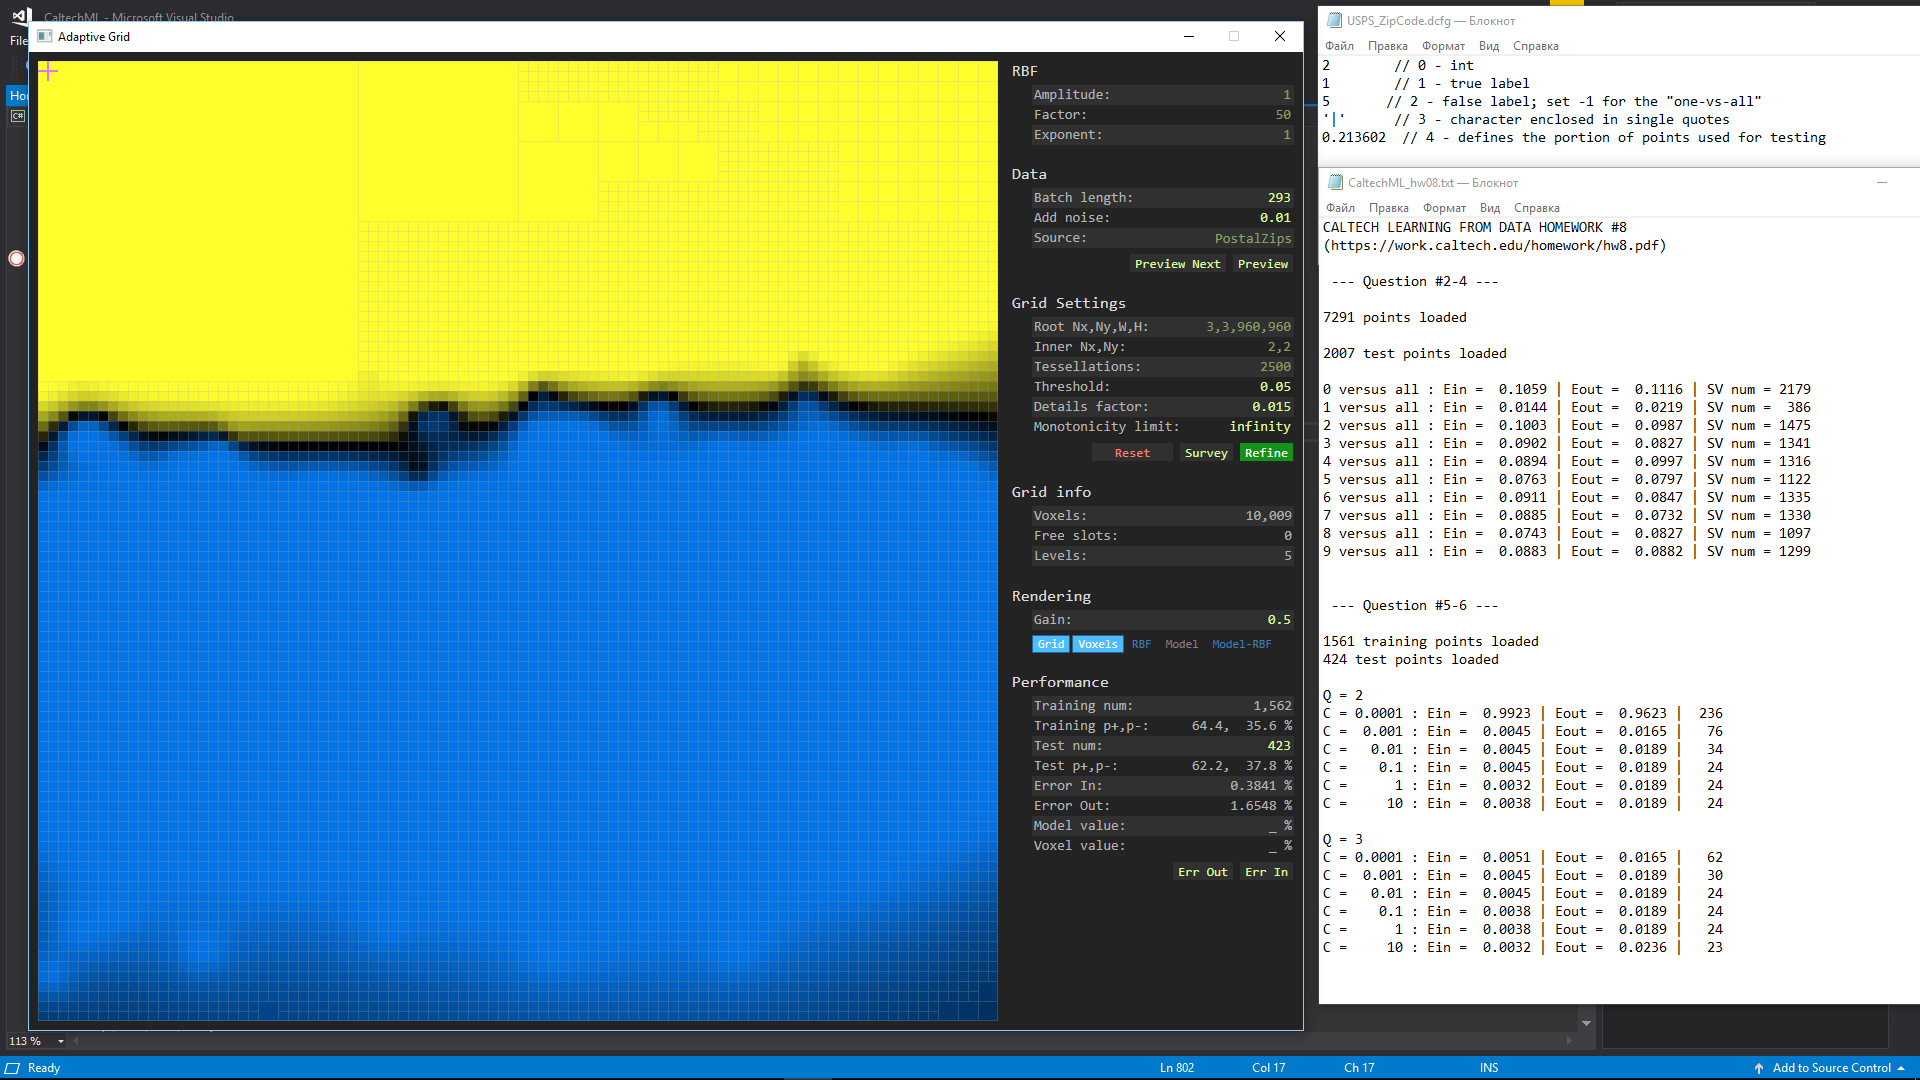 CaltechML - Microsoft Visual Studio
File
Adaptive Grid
RBF
Amplitude: 1
Factor: 50
Exponent: 1
Data
Batch length: 293
Add noise: 0.01
Source: PostalZips
Preview Next Preview
Grid Settings
Root Nx,Ny,W,H: 3,3,960,960
Inner Nx,Ny: 2,2
Tessellations: 2500
Threshold: 0.05
Details factor: 0.015
Monotonicity limit: infinity
Reset Survey Refine
Grid info
Voxels: 10,009
Free slots: 0
Levels: 5
Rendering
Gain: 0.5
Grid Voxels RBF Model Model-RBF
Performance
Training num: 1,562
Training p+,p-: 64.4, 35.6 %
Test num: 423
Test p+,p-: 62.2, 37.8 %
Error In: 0.3841 %
Error Out: 1.6548 %
Model value: _ %
Voxel value: _ %
Err Out Err In
USPS_ZipCode.dcfg — Блокнот
Файл Правка Формат Вид Справка
2 // 0 - int
1 // 1 - true label
5 // 2 - false label; set -1 for the "one-vs-all"
'|' // 3 - character enclosed in single quotes
0.213602 // 4 - defines the portion of points used for testing
CaltechML_hw08.txt — Блокнот
Файл Правка Формат Вид Справка
CALTECH LEARNING FROM DATA HOMEWORK #8
(https://work.caltech.edu/homework/hw8.pdf)
--- Question #2-4 ---
7291 points loaded
2007 test points loaded
0 versus all : Ein = 0.1059 | Eout = 0.1116 | SV num = 2179
1 versus all : Ein = 0.0144 | Eout = 0.0219 | SV num = 386
2 versus all : Ein = 0.1003 | Eout = 0.0987 | SV num = 1475
3 versus all : Ein = 0.0902 | Eout = 0.0827 | SV num = 1341
4 versus all : Ein = 0.0894 | Eout = 0.0997 | SV num = 1316
5 versus all : Ein = 0.0763 | Eout = 0.0797 | SV num = 1122
6 versus all : Ein = 0.0911 | Eout = 0.0847 | SV num = 1335
7 versus all : Ein = 0.0885 | Eout = 0.0732 | SV num = 1330
8 versus all : Ein = 0.0743 | Eout = 0.0827 | SV num = 1097
9 versus all : Ein = 0.0883 | Eout = 0.0882 | SV num = 1299
--- Question #5-6 ---
1561 training points loaded
424 test points loaded
Q = 2
C = 0.0001 : Ein = 0.9923 | Eout = 0.9623 | 236
C = 0.001 : Ein = 0.0045 | Eout = 0.0165 | 76
C = 0.01 : Ein = 0.0045 | Eout = 0.0189 | 34
C = 0.1 : Ein = 0.0045 | Eout = 0.0189 | 24
C = 1 : Ein = 0.0032 | Eout = 0.0189 | 24
C = 10 : Ein = 0.0038 | Eout = 0.0189 | 24
Q = 3
C = 0.0001 : Ein = 0.0051 | Eout = 0.0165 | 62
C = 0.001 : Ein = 0.0045 | Eout = 0.0189 | 30
C = 0.01 : Ein = 0.0045 | Eout = 0.0189 | 24
C = 0.1 : Ein = 0.0038 | Eout = 0.0189 | 24
C = 1 : Ein = 0.0038 | Eout = 0.0189 | 24
C = 10 : Ein = 0.0032 | Eout = 0.0236 | 23
113 %
Ready Ln 802 Col 17 Ch 17 INS Add to Source Control